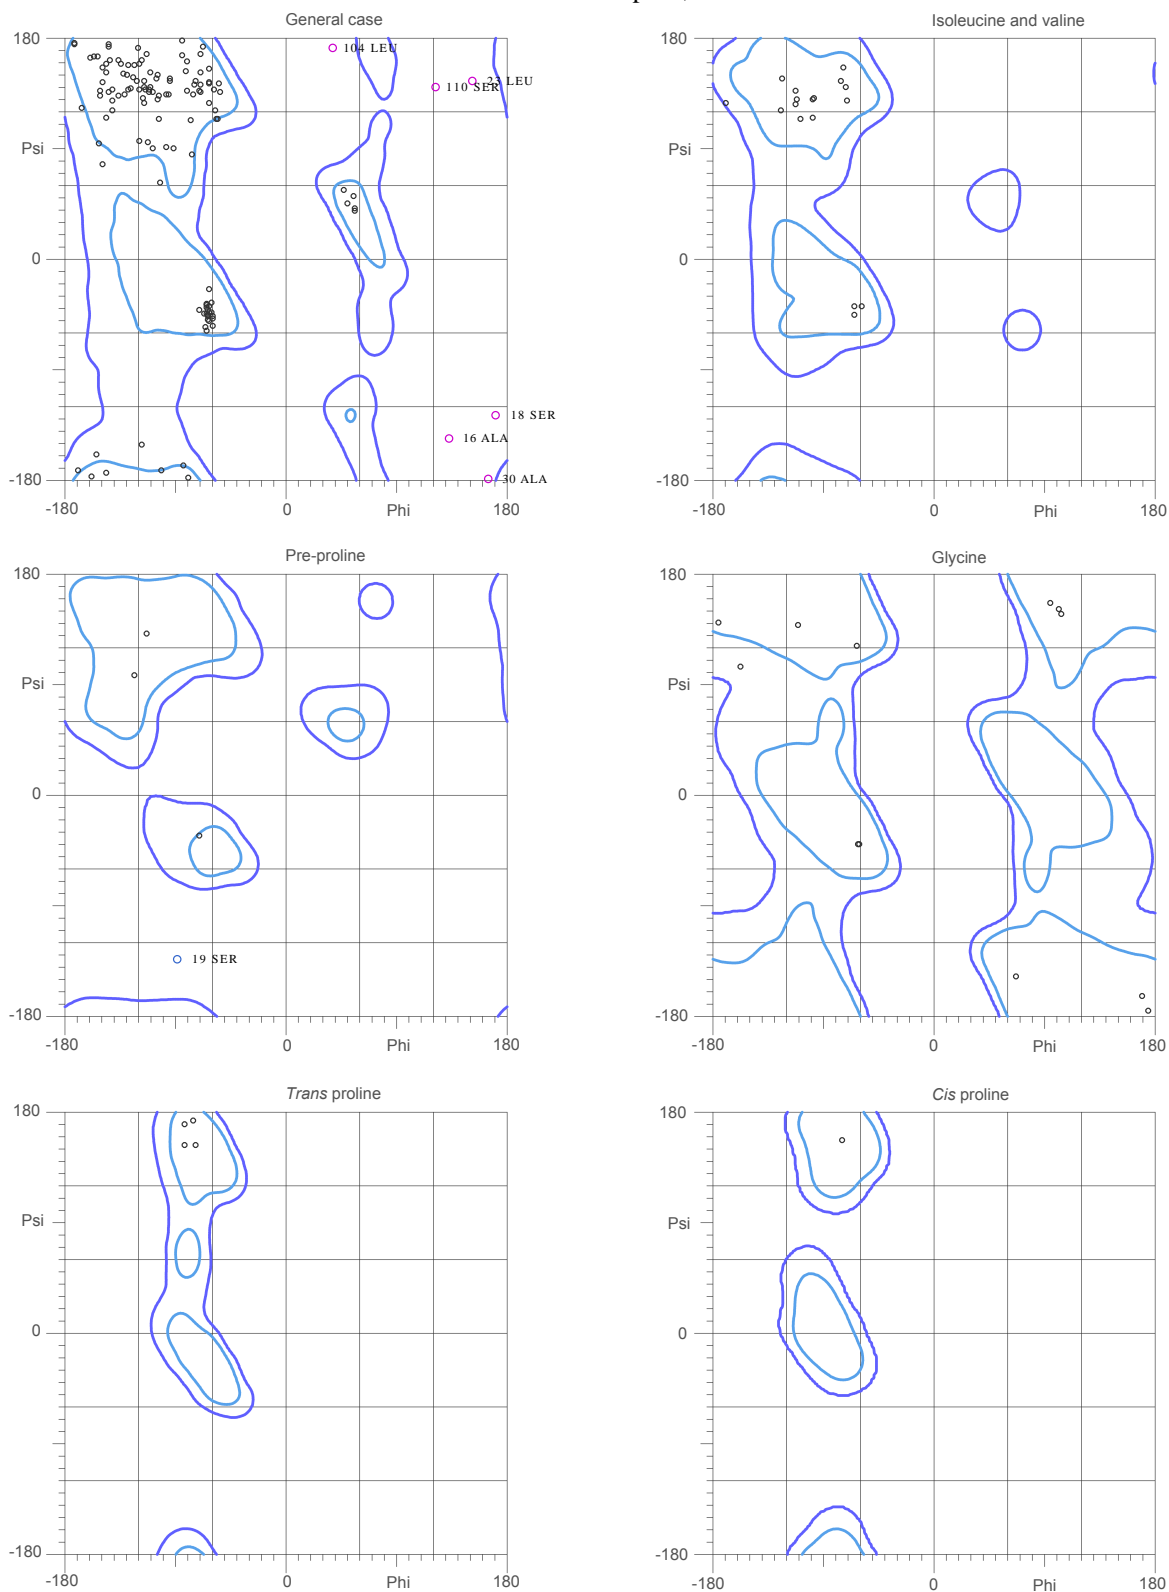 General case
Isoleucine and valine
180
104 LEU
23 LEU
110 SER
Psi
0
18 SER
16 ALA
30 ALA
-180
-180
0
Phi
180
180
Psi
0
-180
-180
0
Phi
180
Pre-proline
Glycine
180
Psi
0
19 SER
-180
-180
0
Phi
180
180
Psi
0
-180
-180
0
Phi
180
Trans proline
Cis proline
180
Psi
0
-180
-180
0
Phi
180
180
Psi
0
-180
-180
0
Phi
180